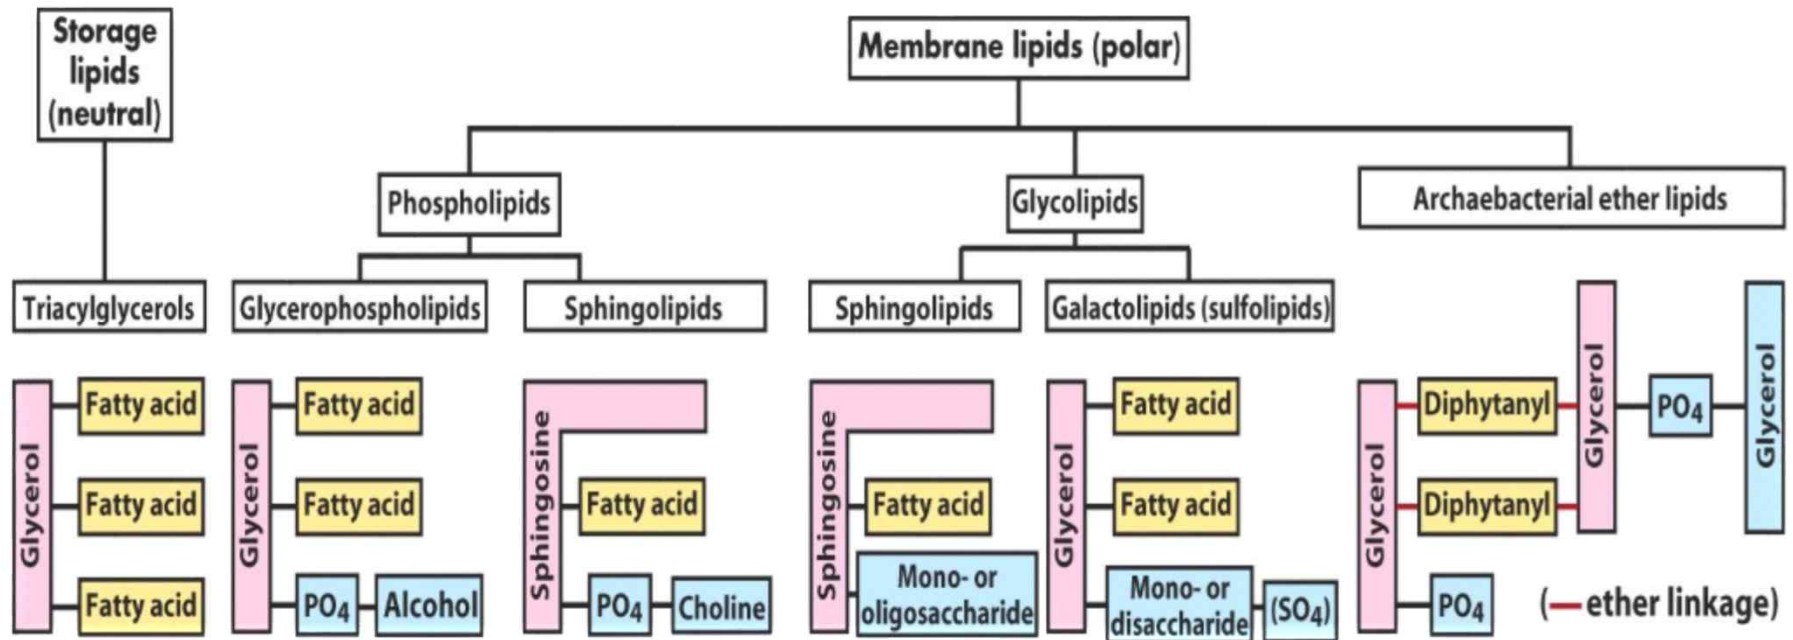 Storage
lipids
(neutral)
Membrane lipids (polar)
Phospholipids
Glycolipids
Archaebacterial ether lipids
Triacylglycerols
Glycerophospholipids
Sphingolipids
Sphingolipids
Galactolipids (sulfolipids)
Glycerol
Fatty acid
Fatty acid
Fatty acid
Glycerol
Fatty acid
Fatty acid
PO4
Alcohol
Sphingosine
Fatty acid
PO4
Choline
Sphingosine
Fatty acid
Mono- or
oligosaccharide
Glycerol
Fatty acid
Fatty acid
Mono- or
disaccharide
(SO4)
Glycerol
Diphytanyl
Diphytanyl
PO4
Glycerol
PO4
Glycerol
(—ether linkage)